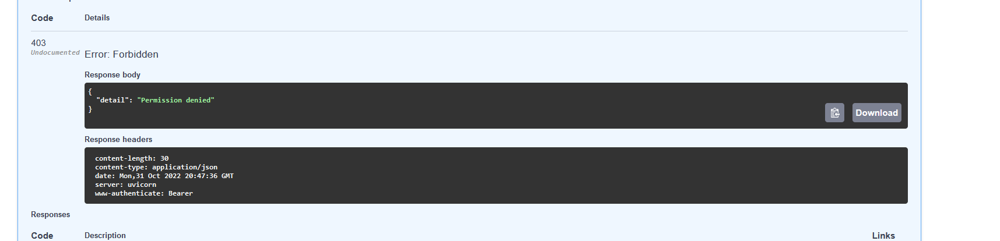 Code Details
403
Undocumented
Error: Forbidden
Response body
{
"detail": "Permission denied"
}
Download
Response headers
content-length: 30
content-type: application/json
date: Mon,31 Oct 2022 20:47:36 GMT
server: uvicorn
www-authenticate: Bearer
Responses
Code Description Links